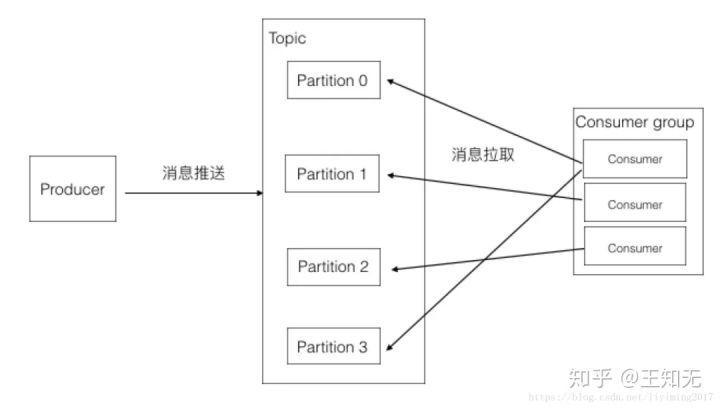 Topic
Partition 0
Consumer group
消息拉取
Consumer
消息推送
Partition 1
Producer
Consumer
Consumer
Partition 2
Partition 3
知乎 @王知无
https://blog.csdn.net/liyiming2017